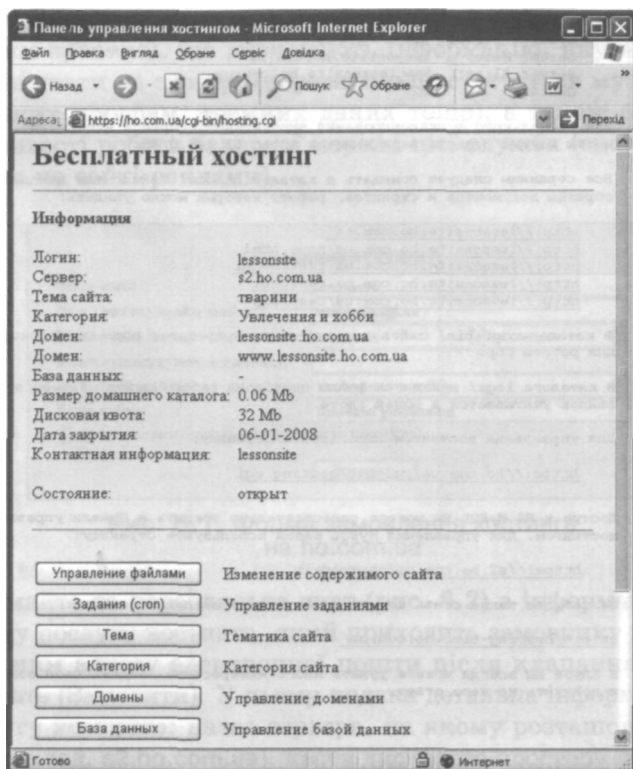 Панель управления хостингом - Microsoft Internet Explorer
Файл Правка Вигляд Обране Сервіс Довідка
Назад Пошук Обране
Адреса: https://ho.com.ua/cgi-bin/hosting.cgi Перехід
Бесплатный хостинг
Информация
Логин: lessonsite
Сервер: s2.ho.com.ua
Тема сайта: тварини
Категория: Увлечения и хобби
Домен: lessonsite.ho.com.ua
Домен: www.lessonsite.ho.com.ua
База данных: -
Размер домашнего каталога: 0.06 Mb
Дисковая квота: 32 Mb
Дата закрытия: 06-01-2008
Контактная информация: lessonsite
Состояние: открыт
Управление файлами Изменение содержимого сайта
Задания (cron) Управление заданиями
Тема Тематика сайта
Категория Категория сайта
Домены Управление доменами
База данных Управление базой данных
Готово Интернет